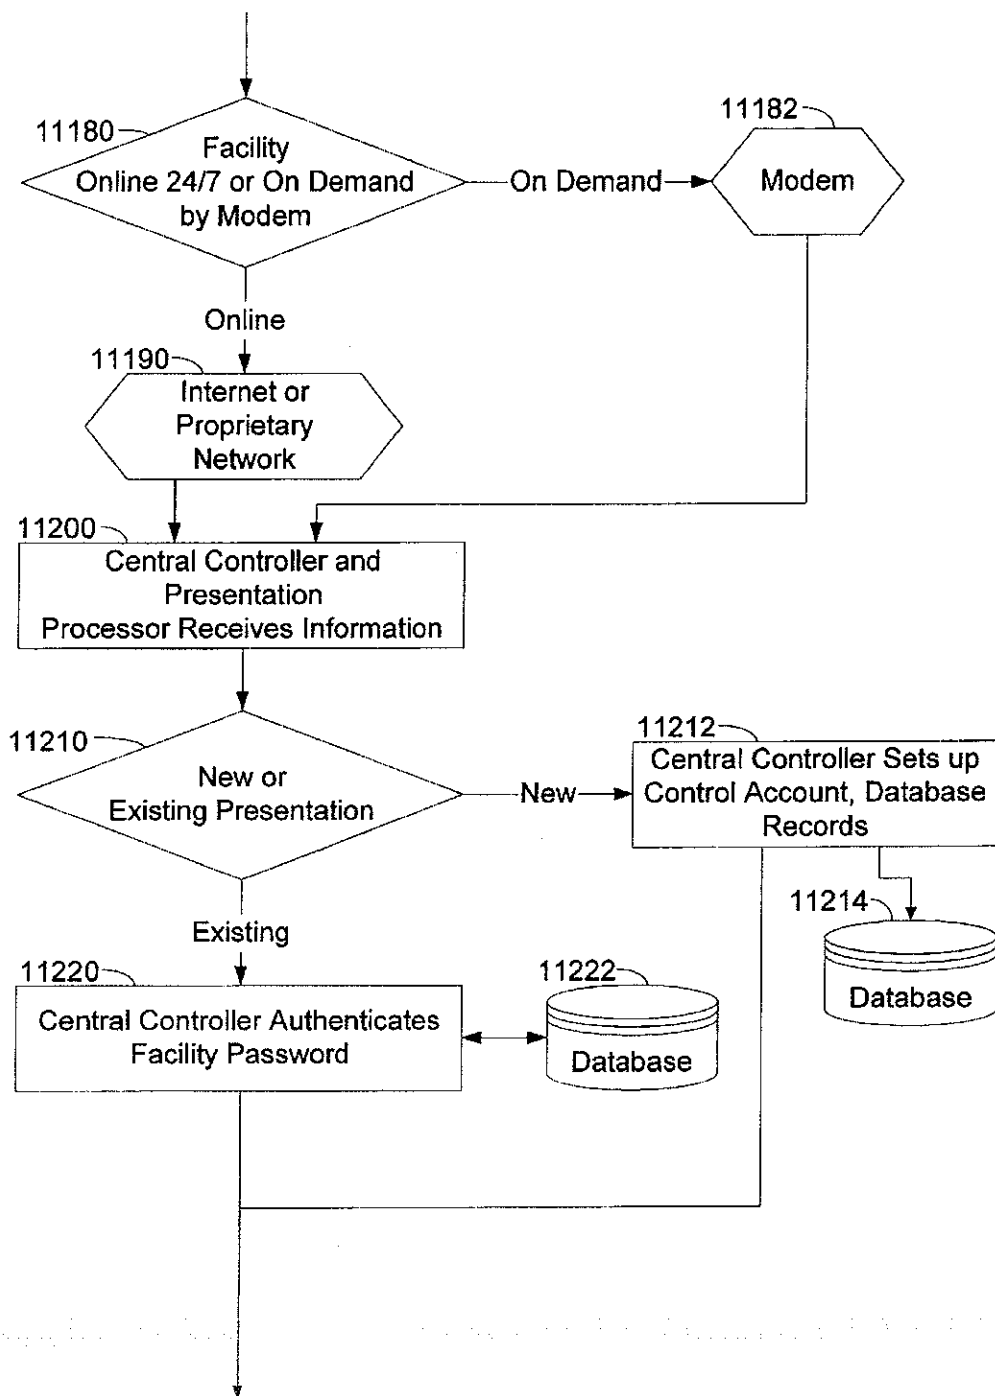 11180
Facility
Online 24/7 or On Demand
by Modem
On Demand
11182
Modem
Online
11190
Internet or
Proprietary
Network
11200
Central Controller and
Presentation
Processor Receives Information
11210
New or
Existing Presentation
New
11212
Central Controller Sets up
Control Account, Database
Records
11214
Database
Existing
11220
Central Controller Authenticates
Facility Password
11222
Database